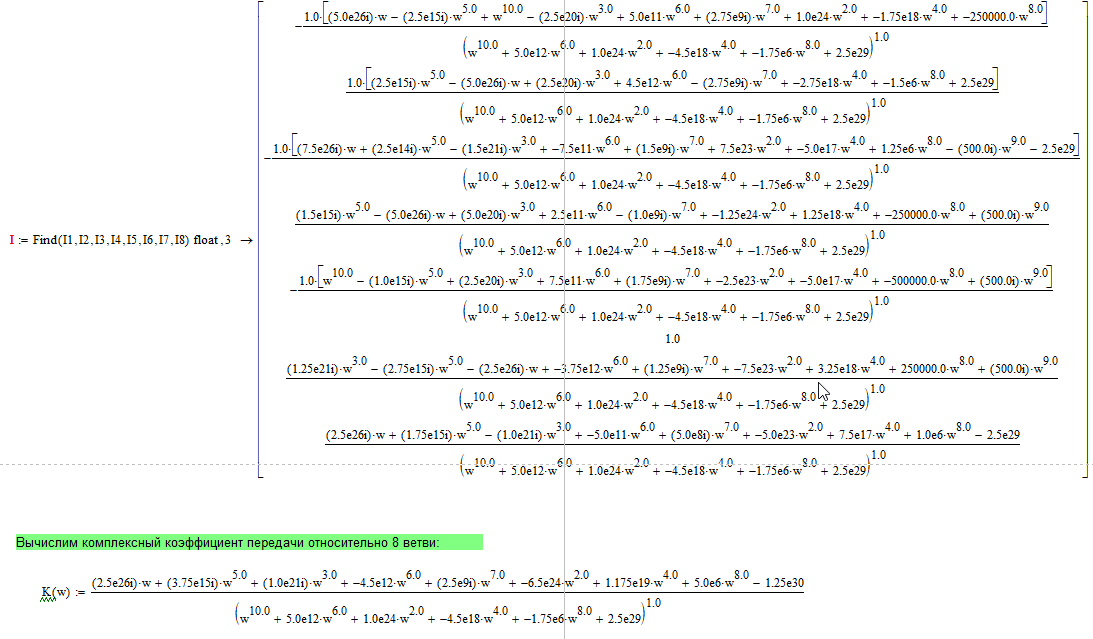 -1.0·[(5.0e26i)·w − (2.5e15i)·w^5.0 + w^10.0 − (2.5e20i)·w^3.0 + 5.0e11·w^6.0 + (2.75e9i)·w^7.0 + 1.0e24·w^2.0 + −1.75e18·w^4.0 + −250000.0·w^8.0]
(w^10.0 + 5.0e12·w^6.0 + 1.0e24·w^2.0 + −4.5e18·w^4.0 + −1.75e6·w^8.0 + 2.5e29)^1.0
1.0·[(2.5e15i)·w^5.0 − (5.0e26i)·w + (2.5e20i)·w^3.0 + 4.5e12·w^6.0 − (2.75e9i)·w^7.0 + −2.75e18·w^4.0 + −1.5e6·w^8.0 + 2.5e29]
(w^10.0 + 5.0e12·w^6.0 + 1.0e24·w^2.0 + −4.5e18·w^4.0 + −1.75e6·w^8.0 + 2.5e29)^1.0
-1.0·[(7.5e26i)·w + (2.5e14i)·w^5.0 − (1.5e21i)·w^3.0 + −7.5e11·w^6.0 + (1.5e9i)·w^7.0 + 7.5e23·w^2.0 + −5.0e17·w^4.0 + 1.25e6·w^8.0 − (500.0i)·w^9.0 − 2.5e29]
(w^10.0 + 5.0e12·w^6.0 + 1.0e24·w^2.0 + −4.5e18·w^4.0 + −1.75e6·w^8.0 + 2.5e29)^1.0
(1.5e15i)·w^5.0 − (5.0e26i)·w + (5.0e20i)·w^3.0 + 2.5e11·w^6.0 − (1.0e9i)·w^7.0 + −1.25e24·w^2.0 + 1.25e18·w^4.0 + −250000.0·w^8.0 + (500.0i)·w^9.0
I := Find(I1,I2,I3,I4,I5,I6,I7,I8) float ,3 →
(w^10.0 + 5.0e12·w^6.0 + 1.0e24·w^2.0 + −4.5e18·w^4.0 + −1.75e6·w^8.0 + 2.5e29)^1.0
-1.0·[w^10.0 − (1.0e15i)·w^5.0 + (2.5e20i)·w^3.0 + 7.5e11·w^6.0 + (1.75e9i)·w^7.0 + −2.5e23·w^2.0 + −5.0e17·w^4.0 + −500000.0·w^8.0 + (500.0i)·w^9.0]
(w^10.0 + 5.0e12·w^6.0 + 1.0e24·w^2.0 + −4.5e18·w^4.0 + −1.75e6·w^8.0 + 2.5e29)^1.0
1.0
(1.25e21i)·w^3.0 − (2.75e15i)·w^5.0 − (2.5e26i)·w + −3.75e12·w^6.0 + (1.25e9i)·w^7.0 + −7.5e23·w^2.0 + 3.25e18·w^4.0 + 250000.0·w^8.0 + (500.0i)·w^9.0
(w^10.0 + 5.0e12·w^6.0 + 1.0e24·w^2.0 + −4.5e18·w^4.0 + −1.75e6·w^8.0 + 2.5e29)^1.0
(2.5e26i)·w + (1.75e15i)·w^5.0 − (1.0e21i)·w^3.0 + −5.0e11·w^6.0 + (5.0e8i)·w^7.0 + −5.0e23·w^2.0 + 7.5e17·w^4.0 + 1.0e6·w^8.0 − 2.5e29
(w^10.0 + 5.0e12·w^6.0 + 1.0e24·w^2.0 + −4.5e18·w^4.0 + −1.75e6·w^8.0 + 2.5e29)^1.0
Вычислим комплексный коэффициент передачи относительно 8 ветви:
K(w) := (2.5e26i)·w + (3.75e15i)·w^5.0 + (1.0e21i)·w^3.0 + −4.5e12·w^6.0 + (2.5e9i)·w^7.0 + −6.5e24·w^2.0 + 1.175e19·w^4.0 + 5.0e6·w^8.0 − 1.25e30
(w^10.0 + 5.0e12·w^6.0 + 1.0e24·w^2.0 + −4.5e18·w^4.0 + −1.75e6·w^8.0 + 2.5e29)^1.0